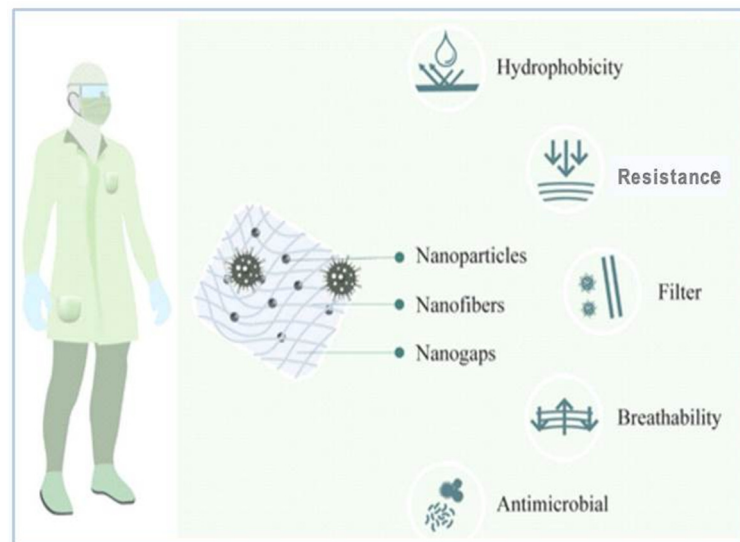 Hydrophobicity
Resistance
Nanoparticles
Filter
Nanofibers
Nanogaps
Breathability
Antimicrobial